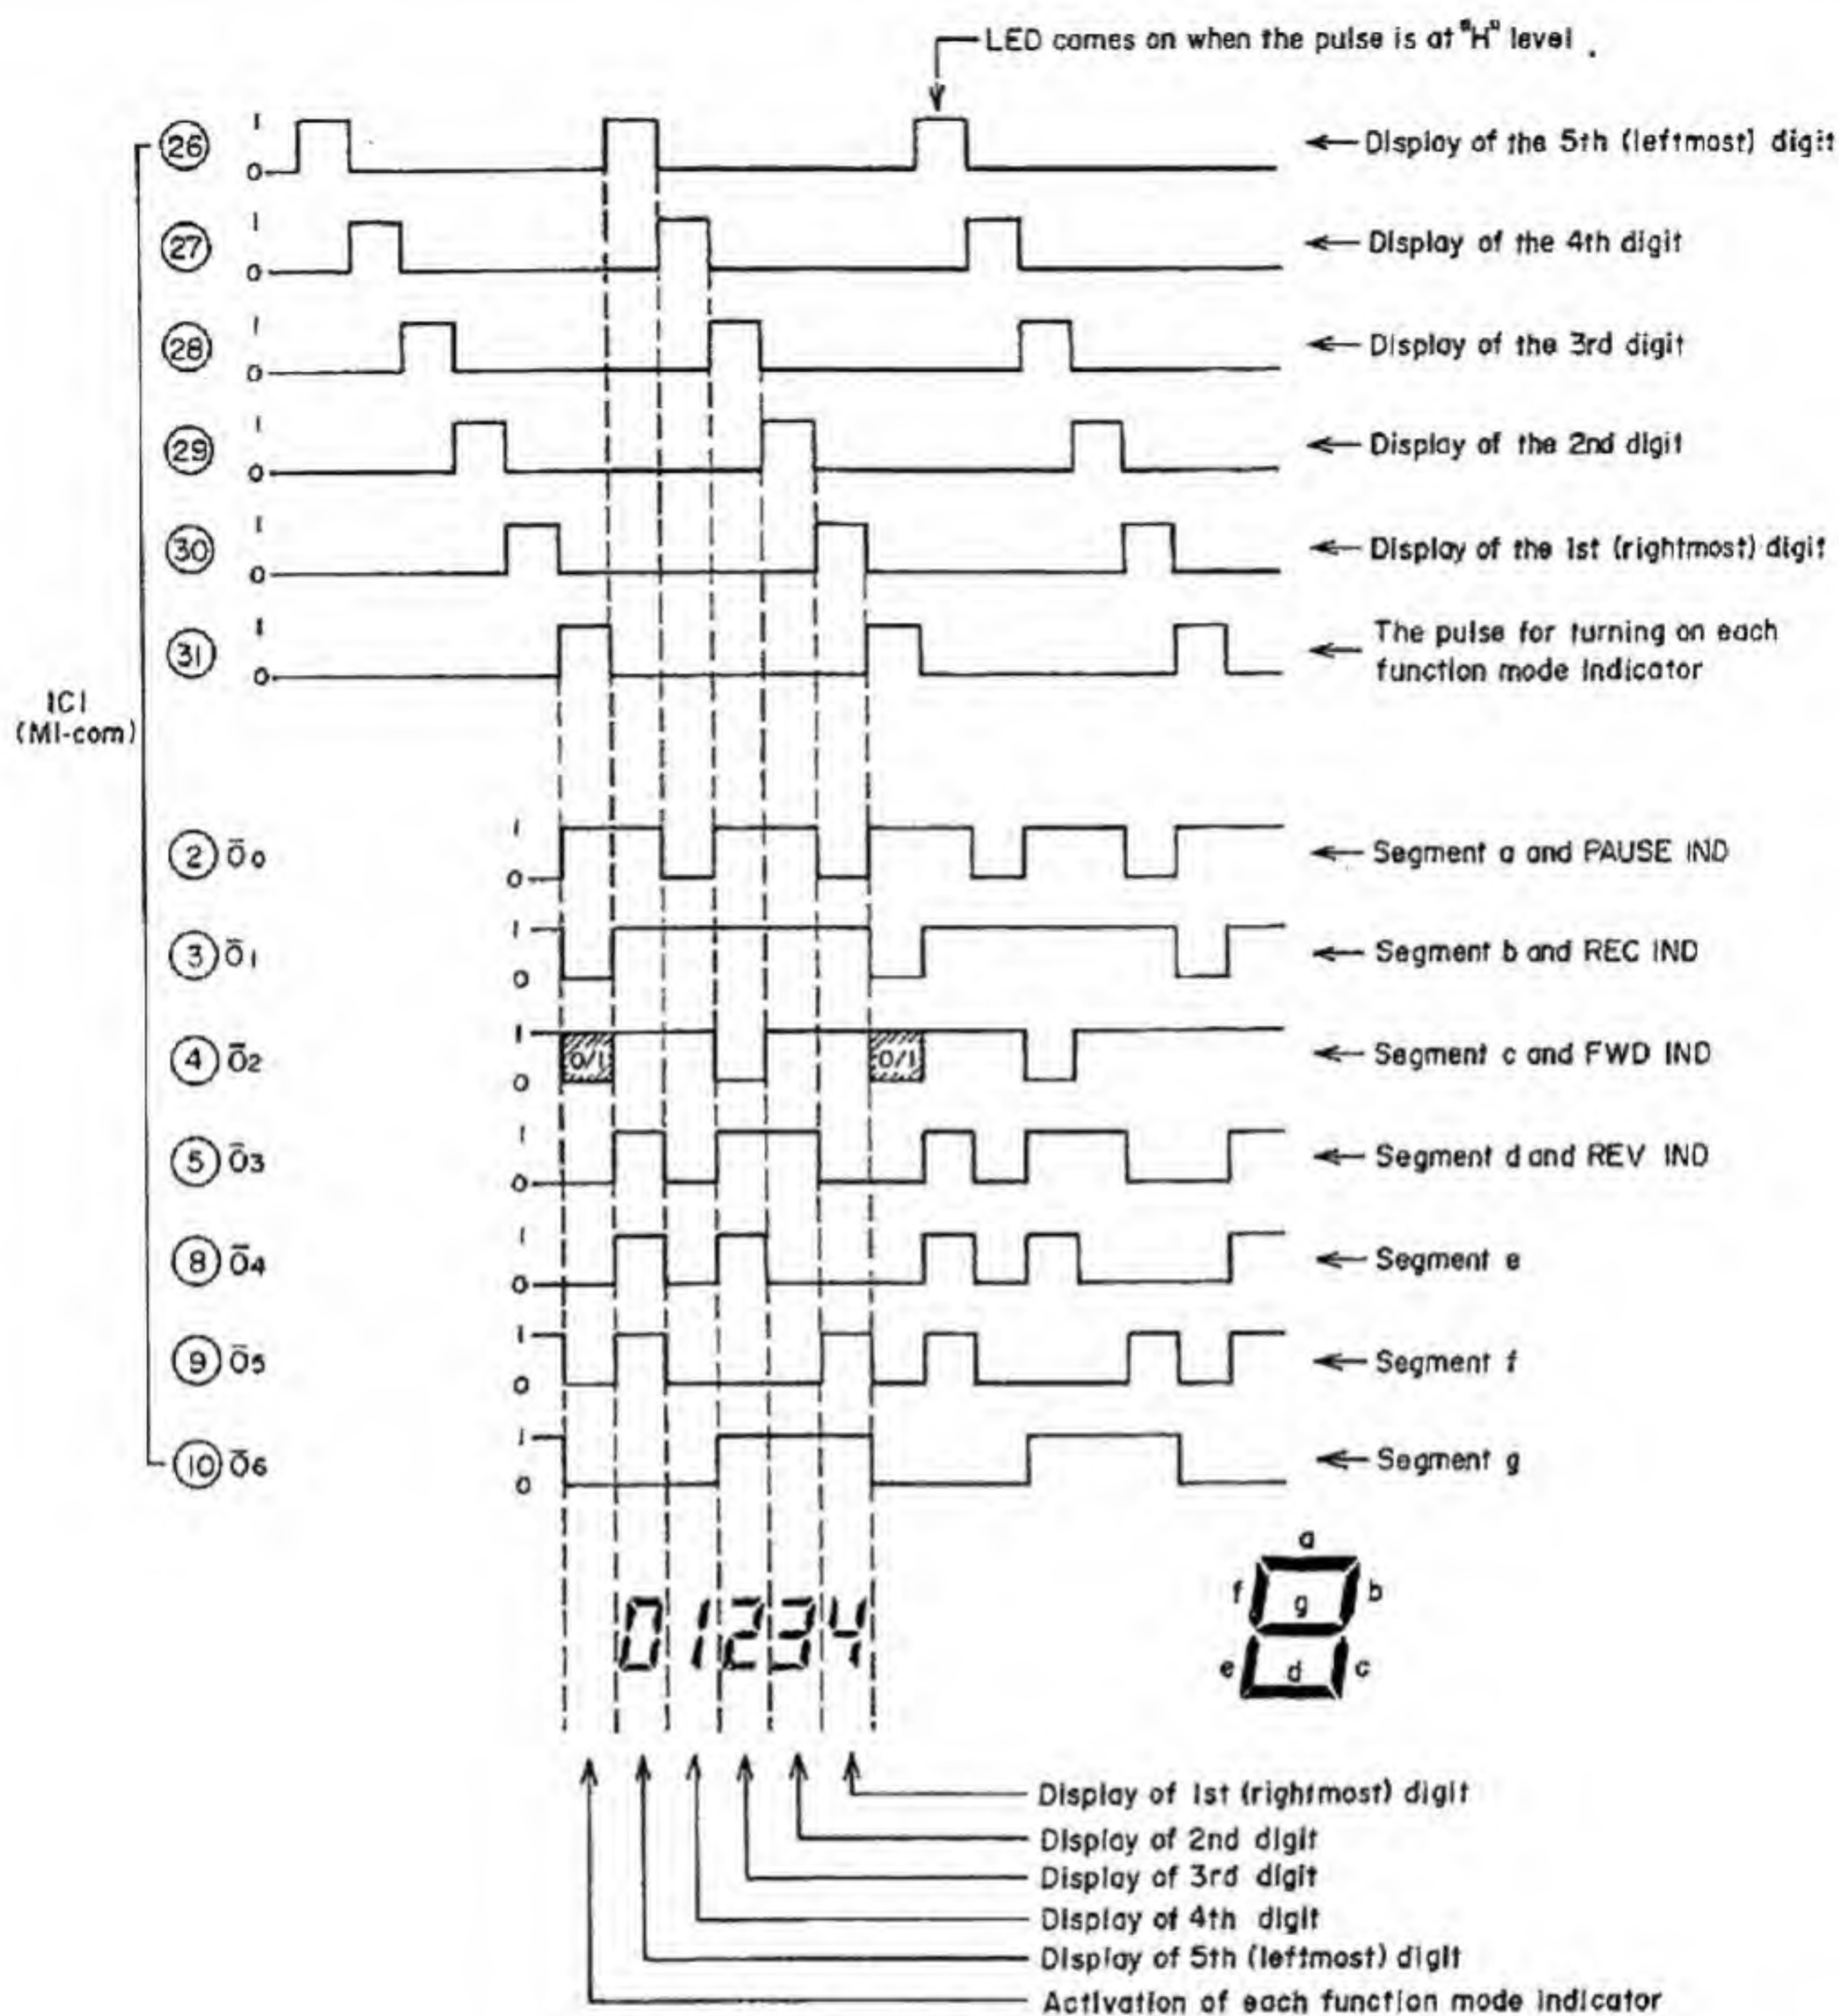 LED comes on when the pulse is at "H" level .
26 1 0 ← Display of the 5th (leftmost) digit
27 1 0 ← Display of the 4th digit
28 1 0 ← Display of the 3rd digit
29 1 0 ← Display of the 2nd digit
30 1 0 ← Display of the 1st (rightmost) digit
31 1 0 ← The pulse for turning on each
function mode indicator
IC1
(MI-com)
2 Ō0 1 0 ← Segment a and PAUSE IND
3 Ō1 1 0 ← Segment b and REC IND
4 Ō2 1 0 0/1 0/1 ← Segment c and FWD IND
5 Ō3 1 0 ← Segment d and REV IND
8 Ō4 1 0 ← Segment e
9 Ō5 1 0 ← Segment f
10 Ō6 1 0 ← Segment g
a
f g b
e d c
01234
Display of 1st (rightmost) digit
Display of 2nd digit
Display of 3rd digit
Display of 4th digit
Display of 5th (leftmost) digit
Activation of each function mode indicator